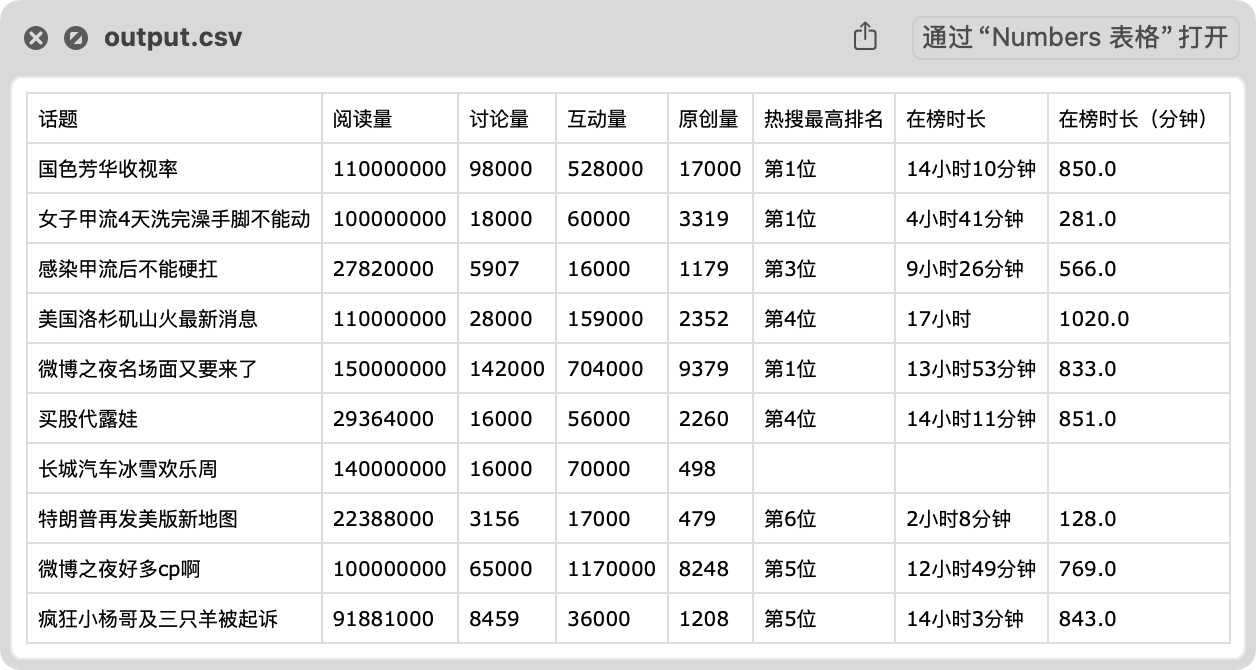 output.csv 通过“Numbers 表格”打开
话题 阅读量 讨论量 互动量 原创量 热搜最高排名 在榜时长 在榜时长（分钟）
国色芳华收视率 110000000 98000 528000 17000 第1位 14小时10分钟 850.0
女子甲流4天洗完澡手脚不能动 100000000 18000 60000 3319 第1位 4小时41分钟 281.0
感染甲流后不能硬扛 27820000 5907 16000 1179 第3位 9小时26分钟 566.0
美国洛杉矶山火最新消息 110000000 28000 159000 2352 第4位 17小时 1020.0
微博之夜名场面又要来了 150000000 142000 704000 9379 第1位 13小时53分钟 833.0
买股代露娃 29364000 16000 56000 2260 第4位 14小时11分钟 851.0
长城汽车冰雪欢乐周 140000000 16000 70000 498
特朗普再发美版新地图 22388000 3156 17000 479 第6位 2小时8分钟 128.0
微博之夜好多cp啊 100000000 65000 1170000 8248 第5位 12小时49分钟 769.0
疯狂小杨哥及三只羊被起诉 91881000 8459 36000 1208 第5位 14小时3分钟 843.0